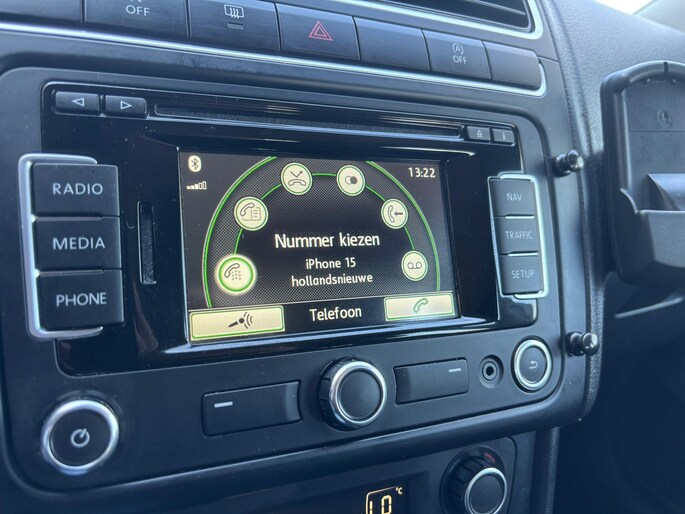 OFF
OFF
13:22
RADIO
MEDIA
PHONE
Nummer kiezen
iPhone 15
hollandsnieuwe
Telefoon
NAV
TRAFFIC
SETUP
°C